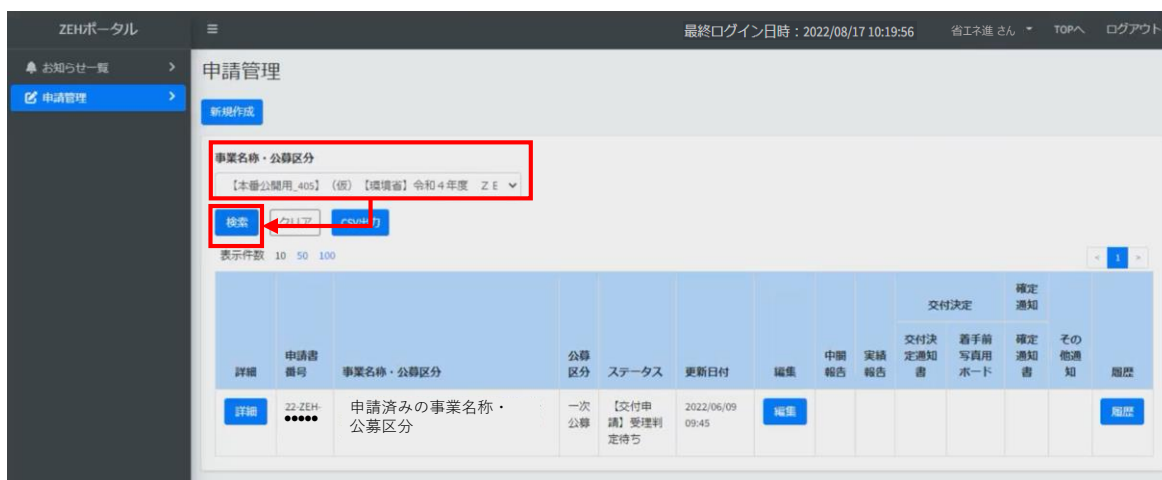 ZEHポータル
最終ログイン日時：2022/08/17 10:19:56 省エネ進 さん TOPへ ログアウト
お知らせ一覧
申請管理
申請管理
新規作成
事業名称・公募区分
【本番公開用_405】（仮）【環境省】令和４年度 ＺＥ
検索 クリア CSV出力
表示件数 10 50 100
< 1 >
詳細 申請書番号 事業名称・公募区分 公募区分 ステータス 更新日付 編集 中間報告 実績報告 交付決定 交付決定通知書 着手前写真用ボード 確定通知 確定通知書 その他通知 履歴
詳細 22-ZEH-●●●●● 申請済みの事業名称・ 一次 【交付申 2022/06/09 編集 履歴
公募区分 公募 請】受理判 09:45
定待ち